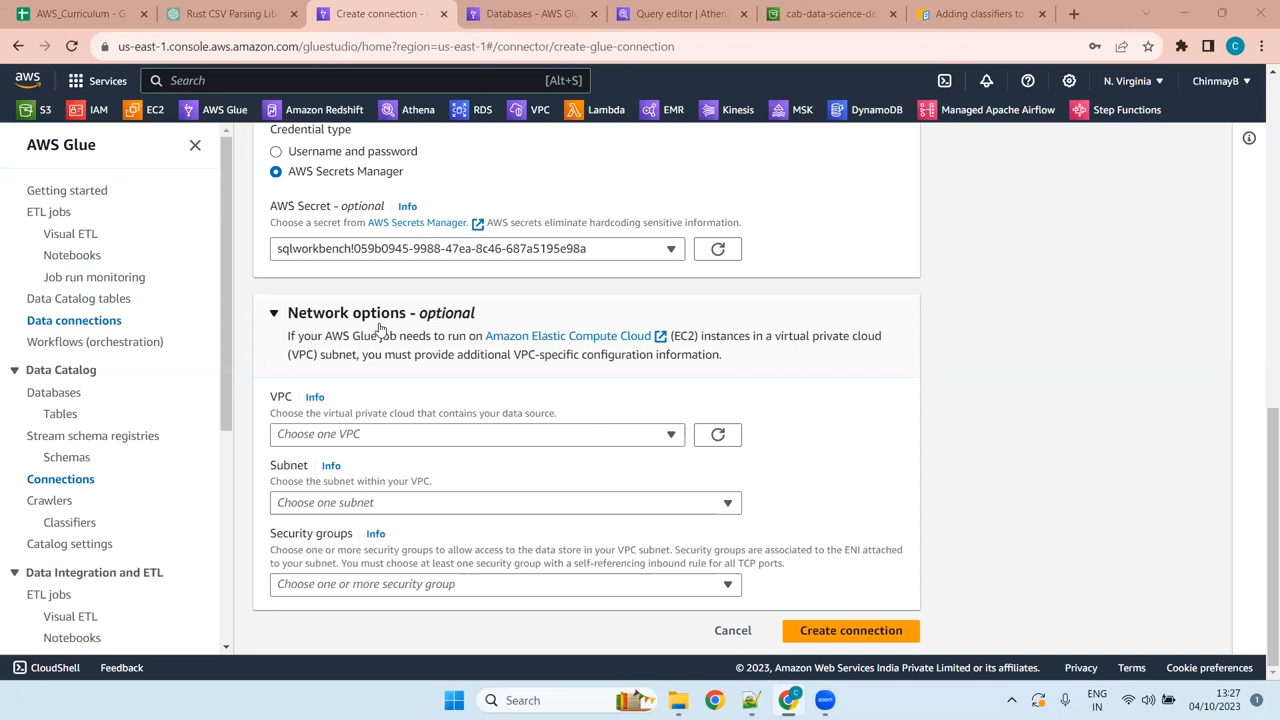 AWS_Curriculum - G
Rust CSV Parsing Lib
Create connection -
Databases - AWS Gl
Query editor | Athen
cab-data-science-de
Adding classifiers to
us-east-1.console.aws.amazon.com/gluestudio/home?region=us-east-1#/connector/create-glue-connection
C
aws
Services
Search
[Alt+S]
N. Virginia
ChinmayB
S3
IAM
EC2
AWS Glue
Amazon Redshift
Athena
RDS
VPC
Lambda
EMR
Kinesis
MSK
DynamoDB
Managed Apache Airflow
Step Functions
AWS Glue
Getting started
ETL jobs
Visual ETL
Notebooks
Job run monitoring
Data Catalog tables
Data connections
Workflows (orchestration)
Data Catalog
Databases
Tables
Stream schema registries
Schemas
Connections
Crawlers
Classifiers
Catalog settings
Data Integration and ETL
ETL jobs
Visual ETL
Notebooks
Credential type
Username and password
AWS Secrets Manager
AWS Secret - optional Info
Choose a secret from AWS Secrets Manager. AWS secrets eliminate hardcoding sensitive information.
sqlworkbench!059b0945-9988-47ea-8c46-687a5195e98a
Network options - optional
If your AWS Glue job needs to run on Amazon Elastic Compute Cloud (EC2) instances in a virtual private cloud
(VPC) subnet, you must provide additional VPC-specific configuration information.
VPC Info
Choose the virtual private cloud that contains your data source.
Choose one VPC
Subnet Info
Choose the subnet within your VPC.
Choose one subnet
Security groups Info
Choose one or more security groups to allow access to the data store in your VPC subnet. Security groups are associated to the ENI attached
to your subnet. You must choose at least one security group with a self-referencing inbound rule for all TCP ports.
Choose one or more security group
Cancel
Create connection
CloudShell
Feedback
© 2023, Amazon Web Services India Private Limited or its affiliates.
Privacy
Terms
Cookie preferences
Search
C
zoom
ENG
IN
13:27
04/10/2023
1